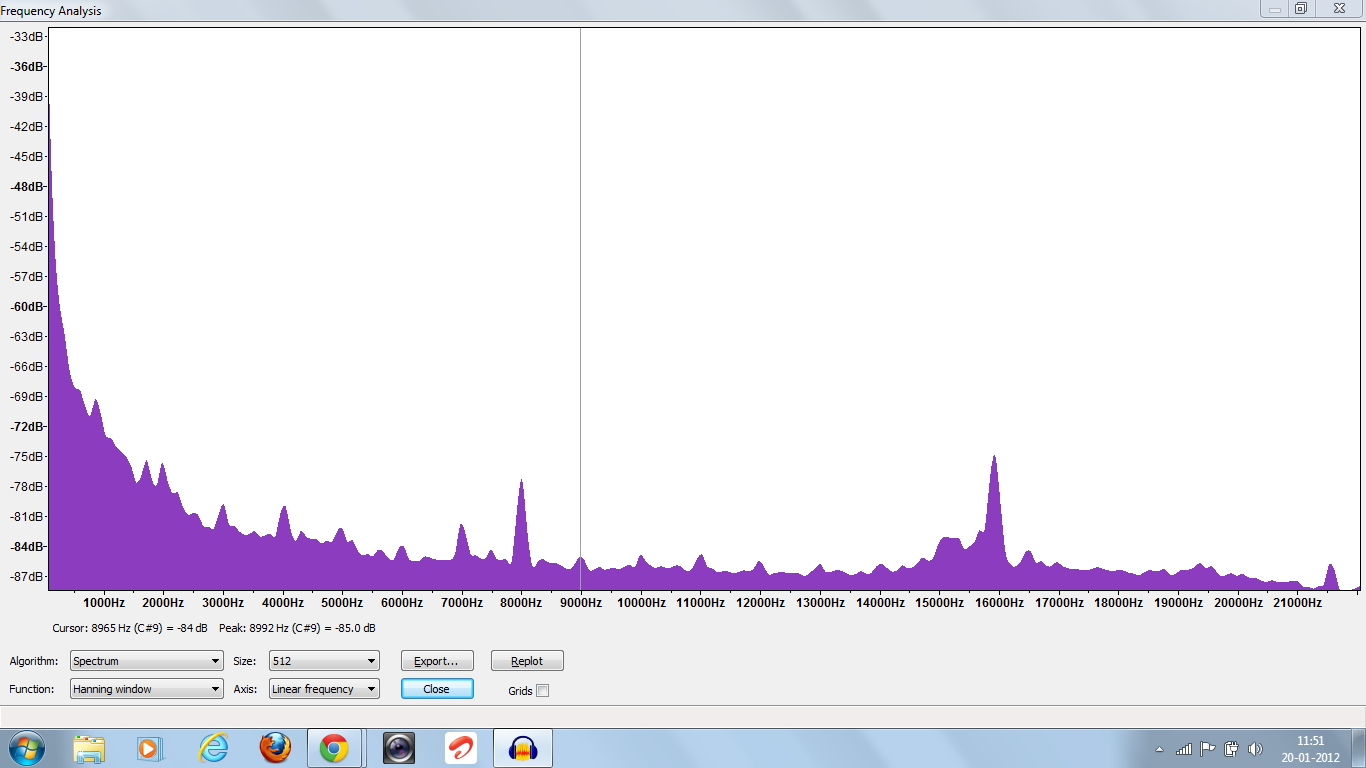 Frequency Analysis
-33dB
-36dB
-39dB
-42dB
-45dB
-48dB
-51dB
-54dB
-57dB
-60dB
-63dB
-66dB
-69dB
-72dB
-75dB
-78dB
-81dB
-84dB
-87dB
1000Hz 2000Hz 3000Hz 4000Hz 5000Hz 6000Hz 7000Hz 8000Hz 9000Hz 10000Hz 11000Hz 12000Hz 13000Hz 14000Hz 15000Hz 16000Hz 17000Hz 18000Hz 19000Hz 20000Hz 21000Hz
Cursor: 8965 Hz (C#9) = -84 dB Peak: 8992 Hz (C#9) = -85.0 dB
Algorithm: Spectrum Size: 512 Export... Replot
Function: Hanning window Axis: Linear frequency Close Grids
11:51
20-01-2012